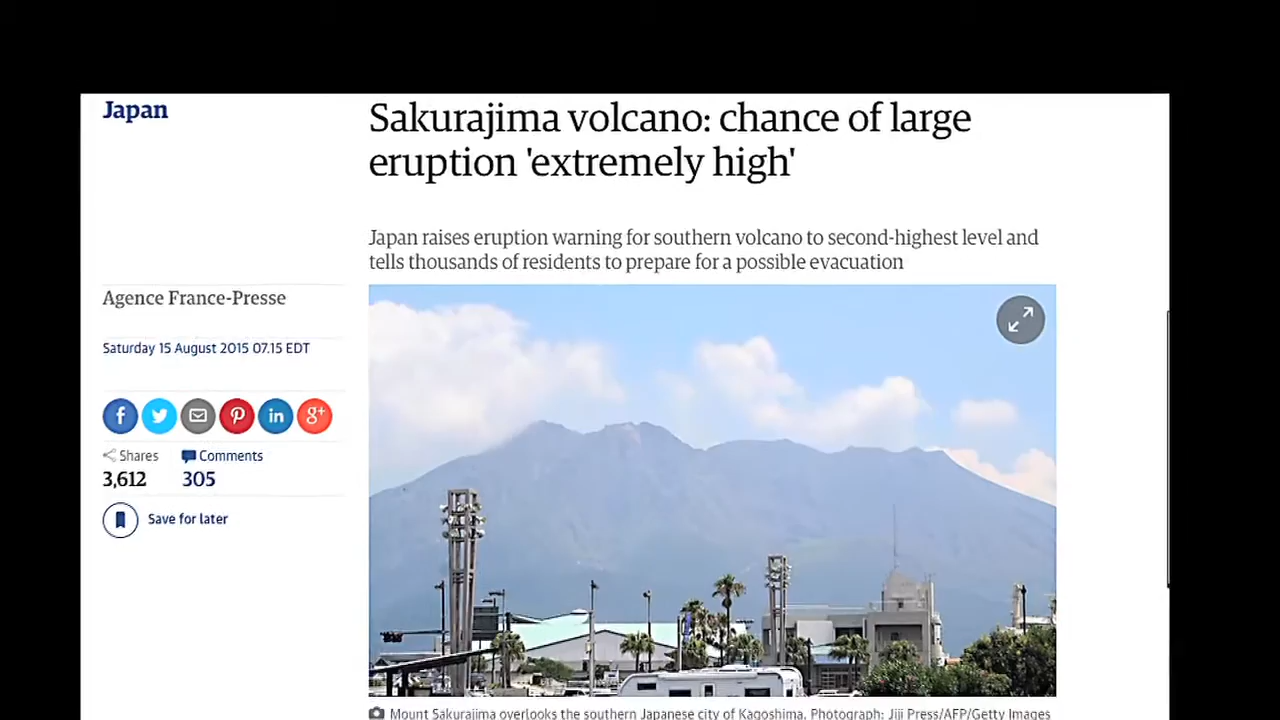 Japan
Sakurajima volcano: chance of large
eruption 'extremely high'
Japan raises eruption warning for southern volcano to second-highest level and
tells thousands of residents to prepare for a possible evacuation
Agence France-Presse
Saturday 15 August 2015 07.15 EDT
Shares
Comments
3,612
305
Save for later
Mount Sakurajima overlooks the southern Japanese city of Kagoshima. Photograph: Jiji Press/AFP/Getty Images